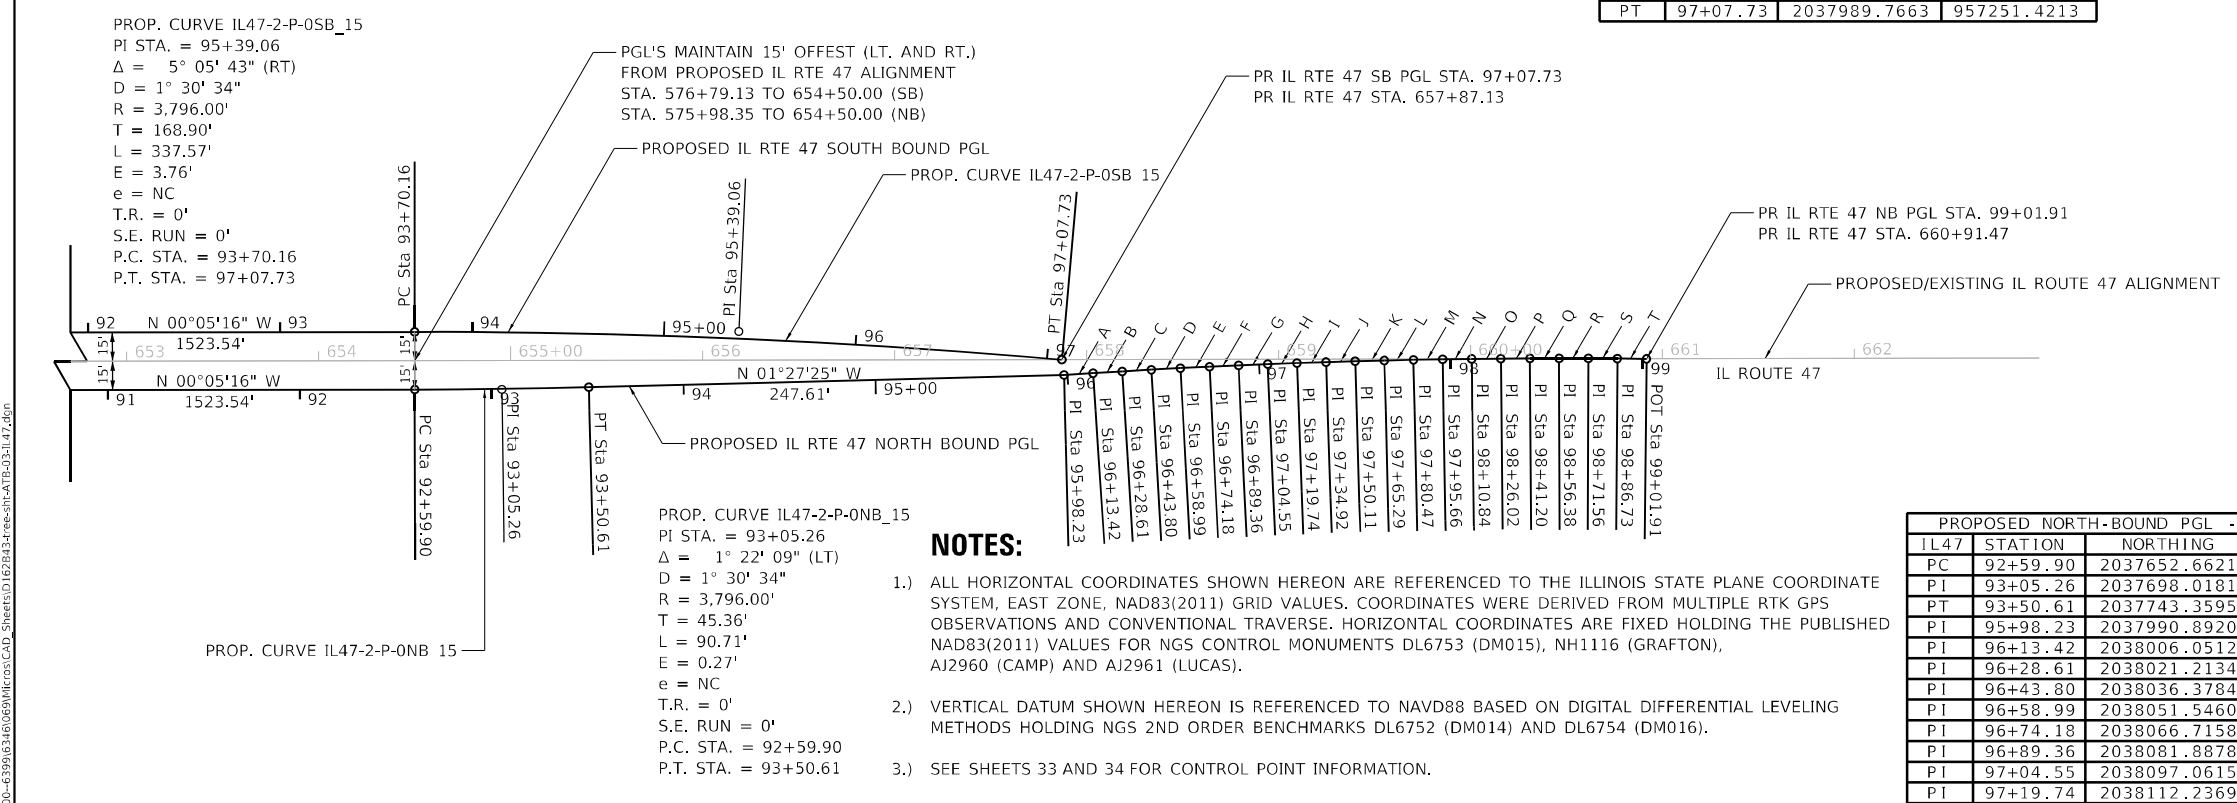 PT 97+07.73 2037989.7663 957251.4213
PROP. CURVE IL47-2-P-0SB_15
PI STA. = 95+39.06
Δ = 5° 05' 43" (RT)
D = 1° 30' 34"
R = 3,796.00'
T = 168.90'
L = 337.57'
E = 3.76'
e = NC
T.R. = 0'
S.E. RUN = 0'
P.C. STA. = 93+70.16
P.T. STA. = 97+07.73
PGL'S MAINTAIN 15' OFFEST (LT. AND RT.)
FROM PROPOSED IL RTE 47 ALIGNMENT
STA. 576+79.13 TO 654+50.00 (SB)
STA. 575+98.35 TO 654+50.00 (NB)
PROPOSED IL RTE 47 SOUTH BOUND PGL
PROP. CURVE IL47-2-P-0SB 15
PR IL RTE 47 SB PGL STA. 97+07.73
PR IL RTE 47 STA. 657+87.13
PR IL RTE 47 NB PGL STA. 99+01.91
PR IL RTE 47 STA. 660+91.47
PROPOSED/EXISTING IL ROUTE 47 ALIGNMENT
PC Sta 93+70.16
PI Sta 95+39.06
PT Sta 97+07.73
92 N 00°05'16" W 93 94 95+00 96 97
1523.54'
15' 15'
653 654 655+00 656 657 658 659 660+00 661 662
A B C D E F G H I J K L M N O P Q R S T
15' 15'
N 00°05'16" W
1523.54'
N 01°27'25" W
247.61'
91 92 93 94 95+00 96 97 98 99
IL ROUTE 47
PC Sta 92+59.90
PI Sta 93+05.26
PT Sta 93+50.61
PROPOSED IL RTE 47 NORTH BOUND PGL
PI Sta 95+98.23
PI Sta 96+13.42
PI Sta 96+28.61
PI Sta 96+43.80
PI Sta 96+58.99
PI Sta 96+74.18
PI Sta 96+89.36
PI Sta 97+04.55
PI Sta 97+19.74
PI Sta 97+34.92
PI Sta 97+50.11
PI Sta 97+65.29
PI Sta 97+80.47
PI Sta 97+95.66
PI Sta 98+10.84
PI Sta 98+26.02
PI Sta 98+41.20
PI Sta 98+56.38
PI Sta 98+71.56
PI Sta 98+86.73
POT Sta 99+01.91
PROP. CURVE IL47-2-P-0NB 15
PROP. CURVE IL47-2-P-0NB_15
PI STA. = 93+05.26
Δ = 1° 22' 09" (LT)
D = 1° 30' 34"
R = 3,796.00'
T = 45.36'
L = 90.71'
E = 0.27'
e = NC
T.R. = 0'
S.E. RUN = 0'
P.C. STA. = 92+59.90
P.T. STA. = 93+50.61
NOTES:
1.) ALL HORIZONTAL COORDINATES SHOWN HEREON ARE REFERENCED TO THE ILLINOIS STATE PLANE COORDINATE
SYSTEM, EAST ZONE, NAD83(2011) GRID VALUES. COORDINATES WERE DERIVED FROM MULTIPLE RTK GPS
OBSERVATIONS AND CONVENTIONAL TRAVERSE. HORIZONTAL COORDINATES ARE FIXED HOLDING THE PUBLISHED
NAD83(2011) VALUES FOR NGS CONTROL MONUMENTS DL6753 (DM015), NH1116 (GRAFTON),
AJ2960 (CAMP) AND AJ2961 (LUCAS).
2.) VERTICAL DATUM SHOWN HEREON IS REFERENCED TO NAVD88 BASED ON DIGITAL DIFFERENTIAL LEVELING
METHODS HOLDING NGS 2ND ORDER BENCHMARKS DL6752 (DM014) AND DL6754 (DM016).
3.) SEE SHEETS 33 AND 34 FOR CONTROL POINT INFORMATION.
PROPOSED NORTH-BOUND PGL -
IL47 STATION NORTHING
PC 92+59.90 2037652.6621
PI 93+05.26 2037698.0181
PT 93+50.61 2037743.3595
PI 95+98.23 2037990.8920
PI 96+13.42 2038006.0512
PI 96+28.61 2038021.2134
PI 96+43.80 2038036.3784
PI 96+58.99 2038051.5460
PI 96+74.18 2038066.7158
PI 96+89.36 2038081.8878
PI 97+04.55 2038097.0615
PI 97+19.74 2038112.2369
00--6399\6346\069\Micros\CAD_Sheets\D162B43-tree-sht-ATB-03-IL47.dgn